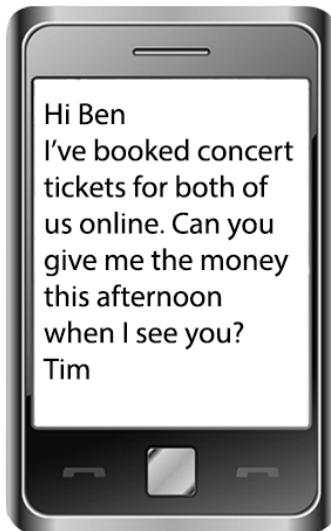 Hi Ben
I've booked concert
tickets for both of
us online. Can you
give me the money
this afternoon
when I see you?
Tim